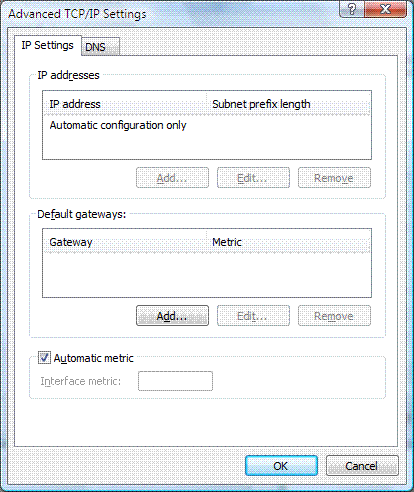 Advanced TCP/IP Settings
?
IP Settings DNS
IP addresses
IP address Subnet prefix length
Automatic configuration only
Add... Edit... Remove
Default gateways:
Gateway Metric
Add... Edit... Remove
Automatic metric
Interface metric:
OK Cancel